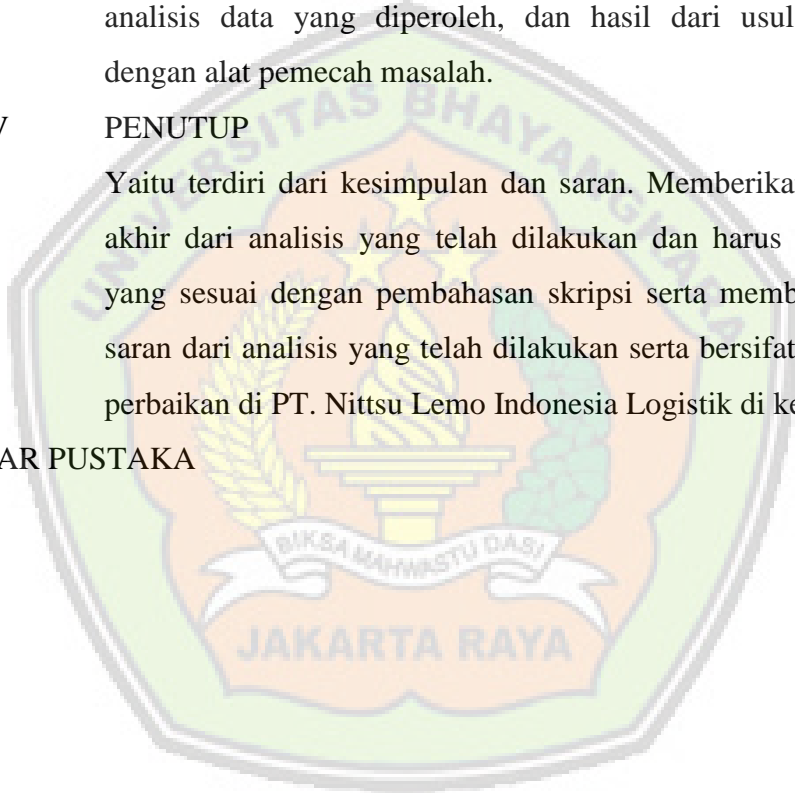 analisis data yang diperoleh, dan hasil dari usul
dengan alat pemecah masalah.
V PENUTUP
Yaitu terdiri dari kesimpulan dan saran. Memberika
akhir dari analisis yang telah dilakukan dan harus
yang sesuai dengan pembahasan skripsi serta memb
saran dari analisis yang telah dilakukan serta bersifat
perbaikan di PT. Nittsu Lemo Indonesia Logistik di ke
AR PUSTAKA
UNIVERSITAS BHAYANGKARA
BIKSA MAHWASTU DASI
JAKARTA RAYA